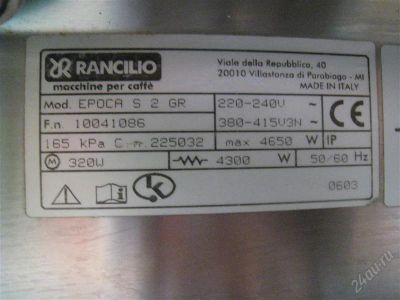 RANCILIO
macchine per caffè
Viale della Repubblica, 40
20010 Villastanza di Parabiago - MI
MADE IN ITALY
Mod. EPOCA S 2 GR 220-240V ~
F.n. 10041086 380-415V3N ~
CE
165 kPa C.-n. 225032 max 4650 W IP
M 320W 4300 W 50/60 Hz
0603
24au.ru